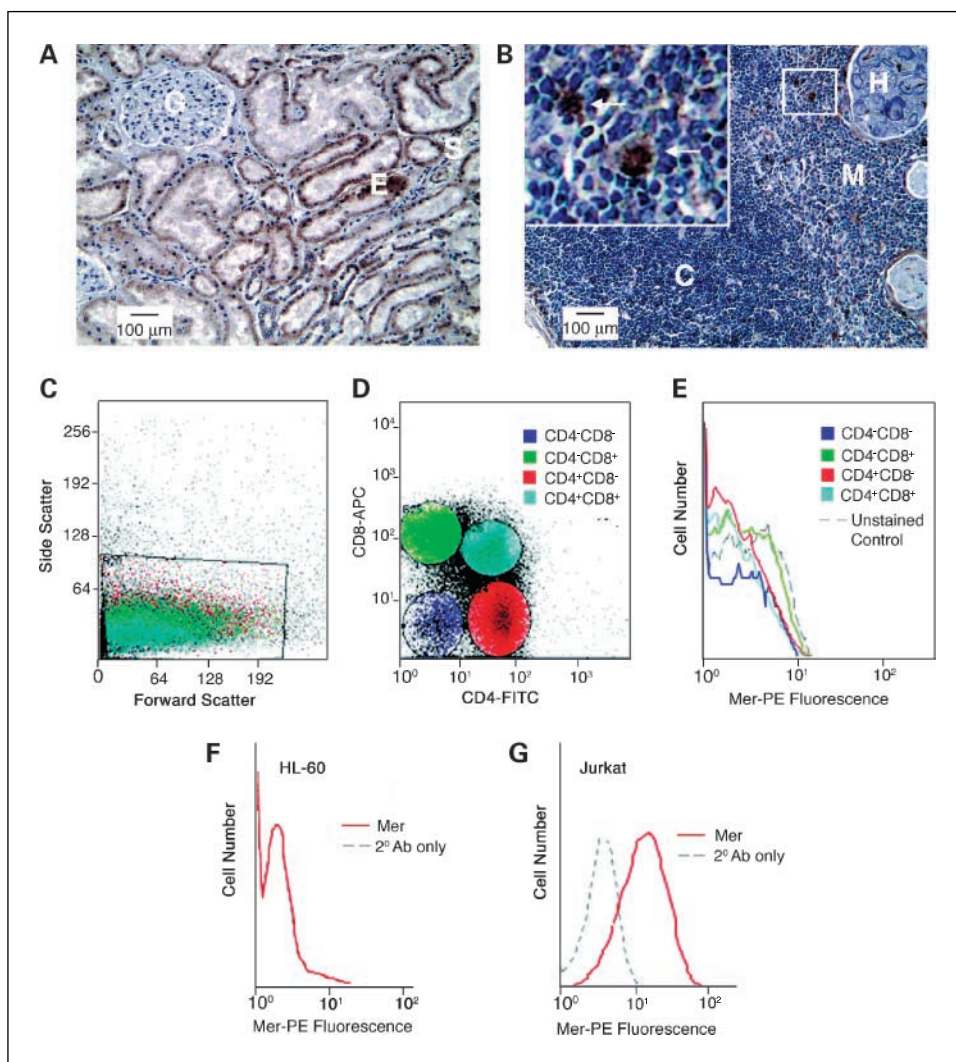 A
G
S
E
100 µm
B
H
M
C
100 µm
C
Side Scatter
256
192
128
64
0 64 128 192
Forward Scatter
D
CD8-APC
10⁴
10³
10²
10¹
10⁰ 10¹ 10² 10³
CD4-FITC
CD4⁻CD8⁻
CD4⁻CD8⁺
CD4⁺CD8⁻
CD4⁺CD8⁺
E
Cell Number
CD4⁻CD8⁻
CD4⁻CD8⁺
CD4⁺CD8⁻
CD4⁺CD8⁺
Unstained
Control
10⁰ 10¹ 10²
Mer-PE Fluorescence
F
HL-60
Cell Number
Mer
2⁰ Ab only
10⁰ 10¹ 10²
Mer-PE Fluorescence
G
Jurkat
Cell Number
Mer
2⁰ Ab only
10⁰ 10¹ 10²
Mer-PE Fluorescence